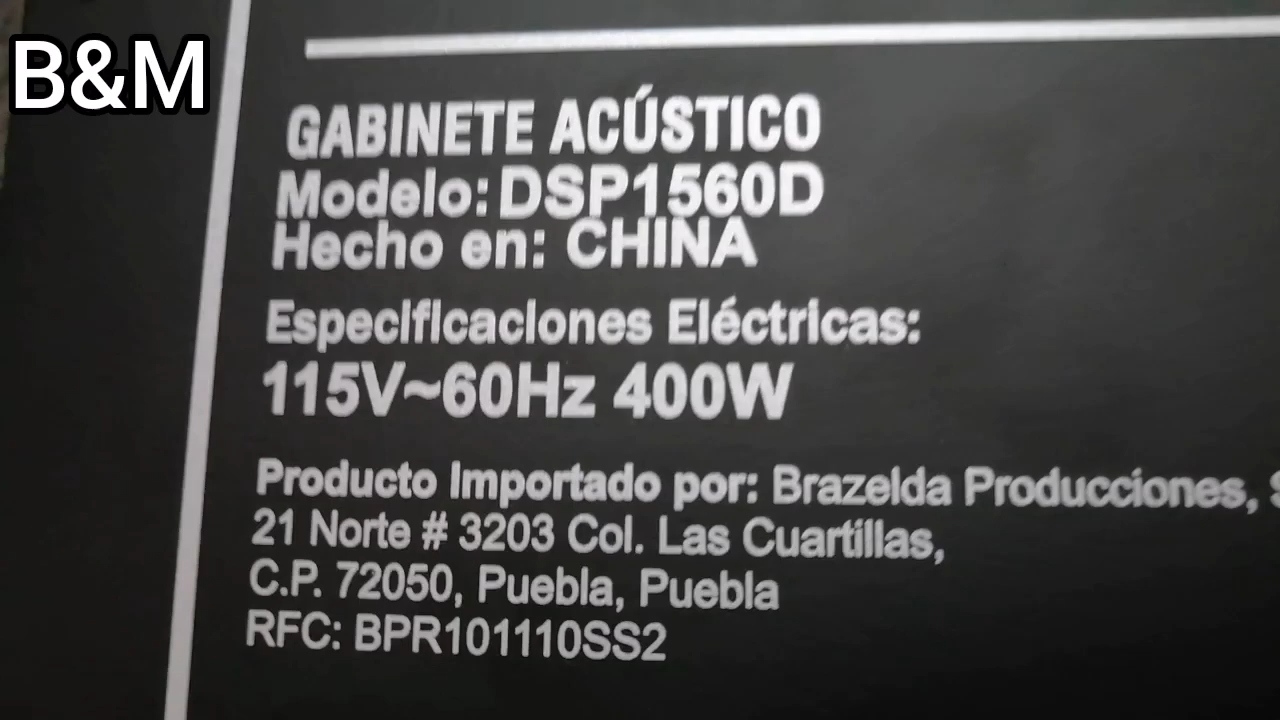 B&M
GABINETE ACÚSTICO
Modelo: DSP1560D
Hecho en: CHINA
Especificaciones Eléctricas:
115V~60Hz 400W
Producto Importado por: Brazelda Producciones,
21 Norte # 3203 Col. Las Cuartillas,
C.P. 72050, Puebla, Puebla
RFC: BPR101110SS2